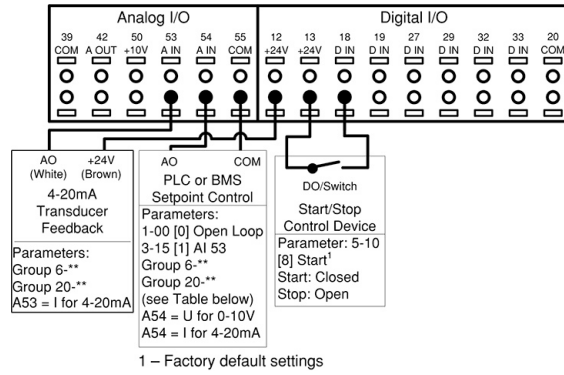 Analog I/O
Digital I/O
39 42 50 53 54 55 12 13 18 19 27 29 32 33 20
COM A OUT +10V A IN A IN COM +24V +24V D IN D IN D IN D IN D IN D IN COM
AO +24V
(White) (Brown)
4-20mA
Transducer
Feedback
Parameters:
Group 6-**
Group 20-**
A53 = I for 4-20mA
AO COM
PLC or BMS
Setpoint Control
Parameters:
1-00 [0] Open Loop
3-15 [1] AI 53
Group 6-**
Group 20-**
(see Table below)
A54 = U for 0-10V
A54 = I for 4-20mA
DO/Switch
Start/Stop
Control Device
Parameter: 5-10
[8] Start¹
Start: Closed
Stop: Open
1 – Factory default settings